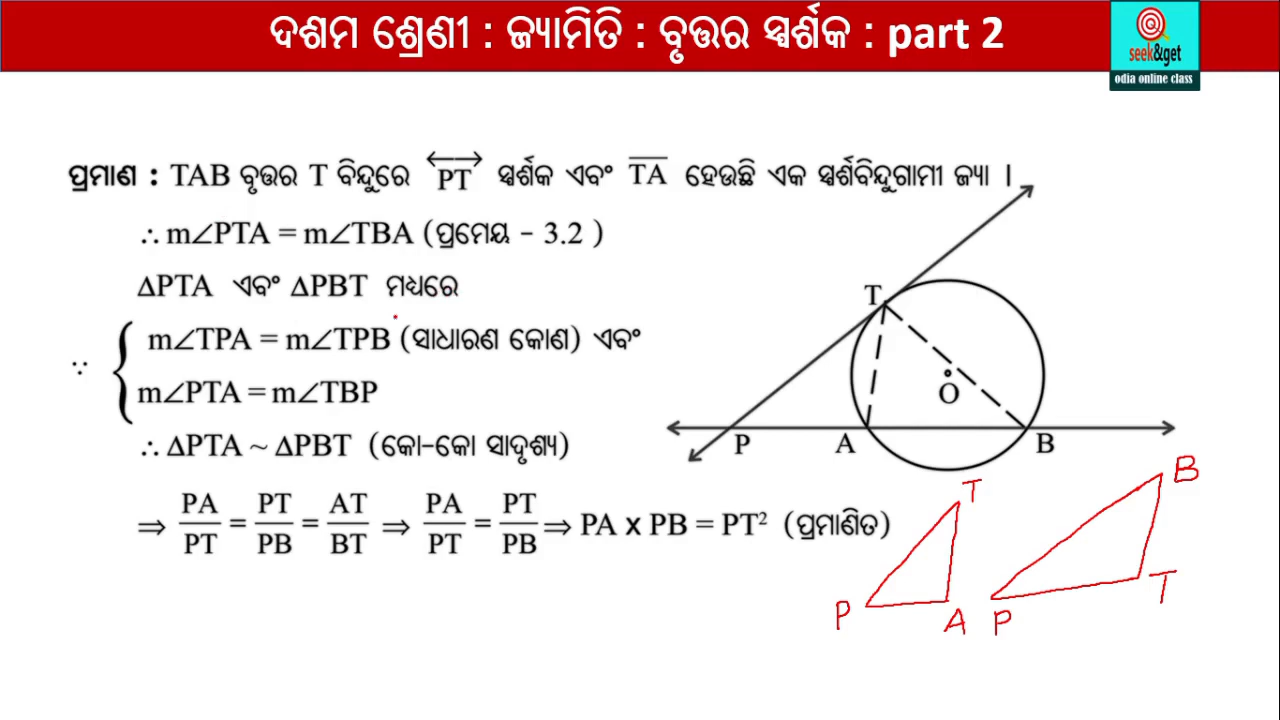 ଦଶମ ଶ୍ରେଣୀ : ଜ୍ୟାମିତି : ବୃତ୍ତର ସ୍ପର୍ଶକ : part 2
seek&get
odia online class
ପ୍ରମାଣ : TAB ବୃତ୍ତର T ବିନ୍ଦୁରେ PT ସ୍ପର୍ଶକ ଏବଂ TA ହେଉଛି ଏକ ସ୍ପର୍ଶବିନ୍ଦୁଗାମୀ ଜ୍ୟା ।
∴ m∠PTA = m∠TBA (ପ୍ରମେୟ - 3.2 )
ΔPTA ଏବଂ ΔPBT ମଧ୍ୟରେ
∵ { m∠TPA = m∠TPB (ସାଧାରଣ କୋଣ) ଏବଂ
m∠PTA = m∠TBP
∴ ΔPTA ~ ΔPBT (କୋ-କୋ ସାଦୃଶ୍ୟ)
⇒ PA/PT = PT/PB = AT/BT ⇒ PA/PT = PT/PB ⇒ PA x PB = PT² (ପ୍ରମାଣିତ)
T
O
P A B
T B
P A P T